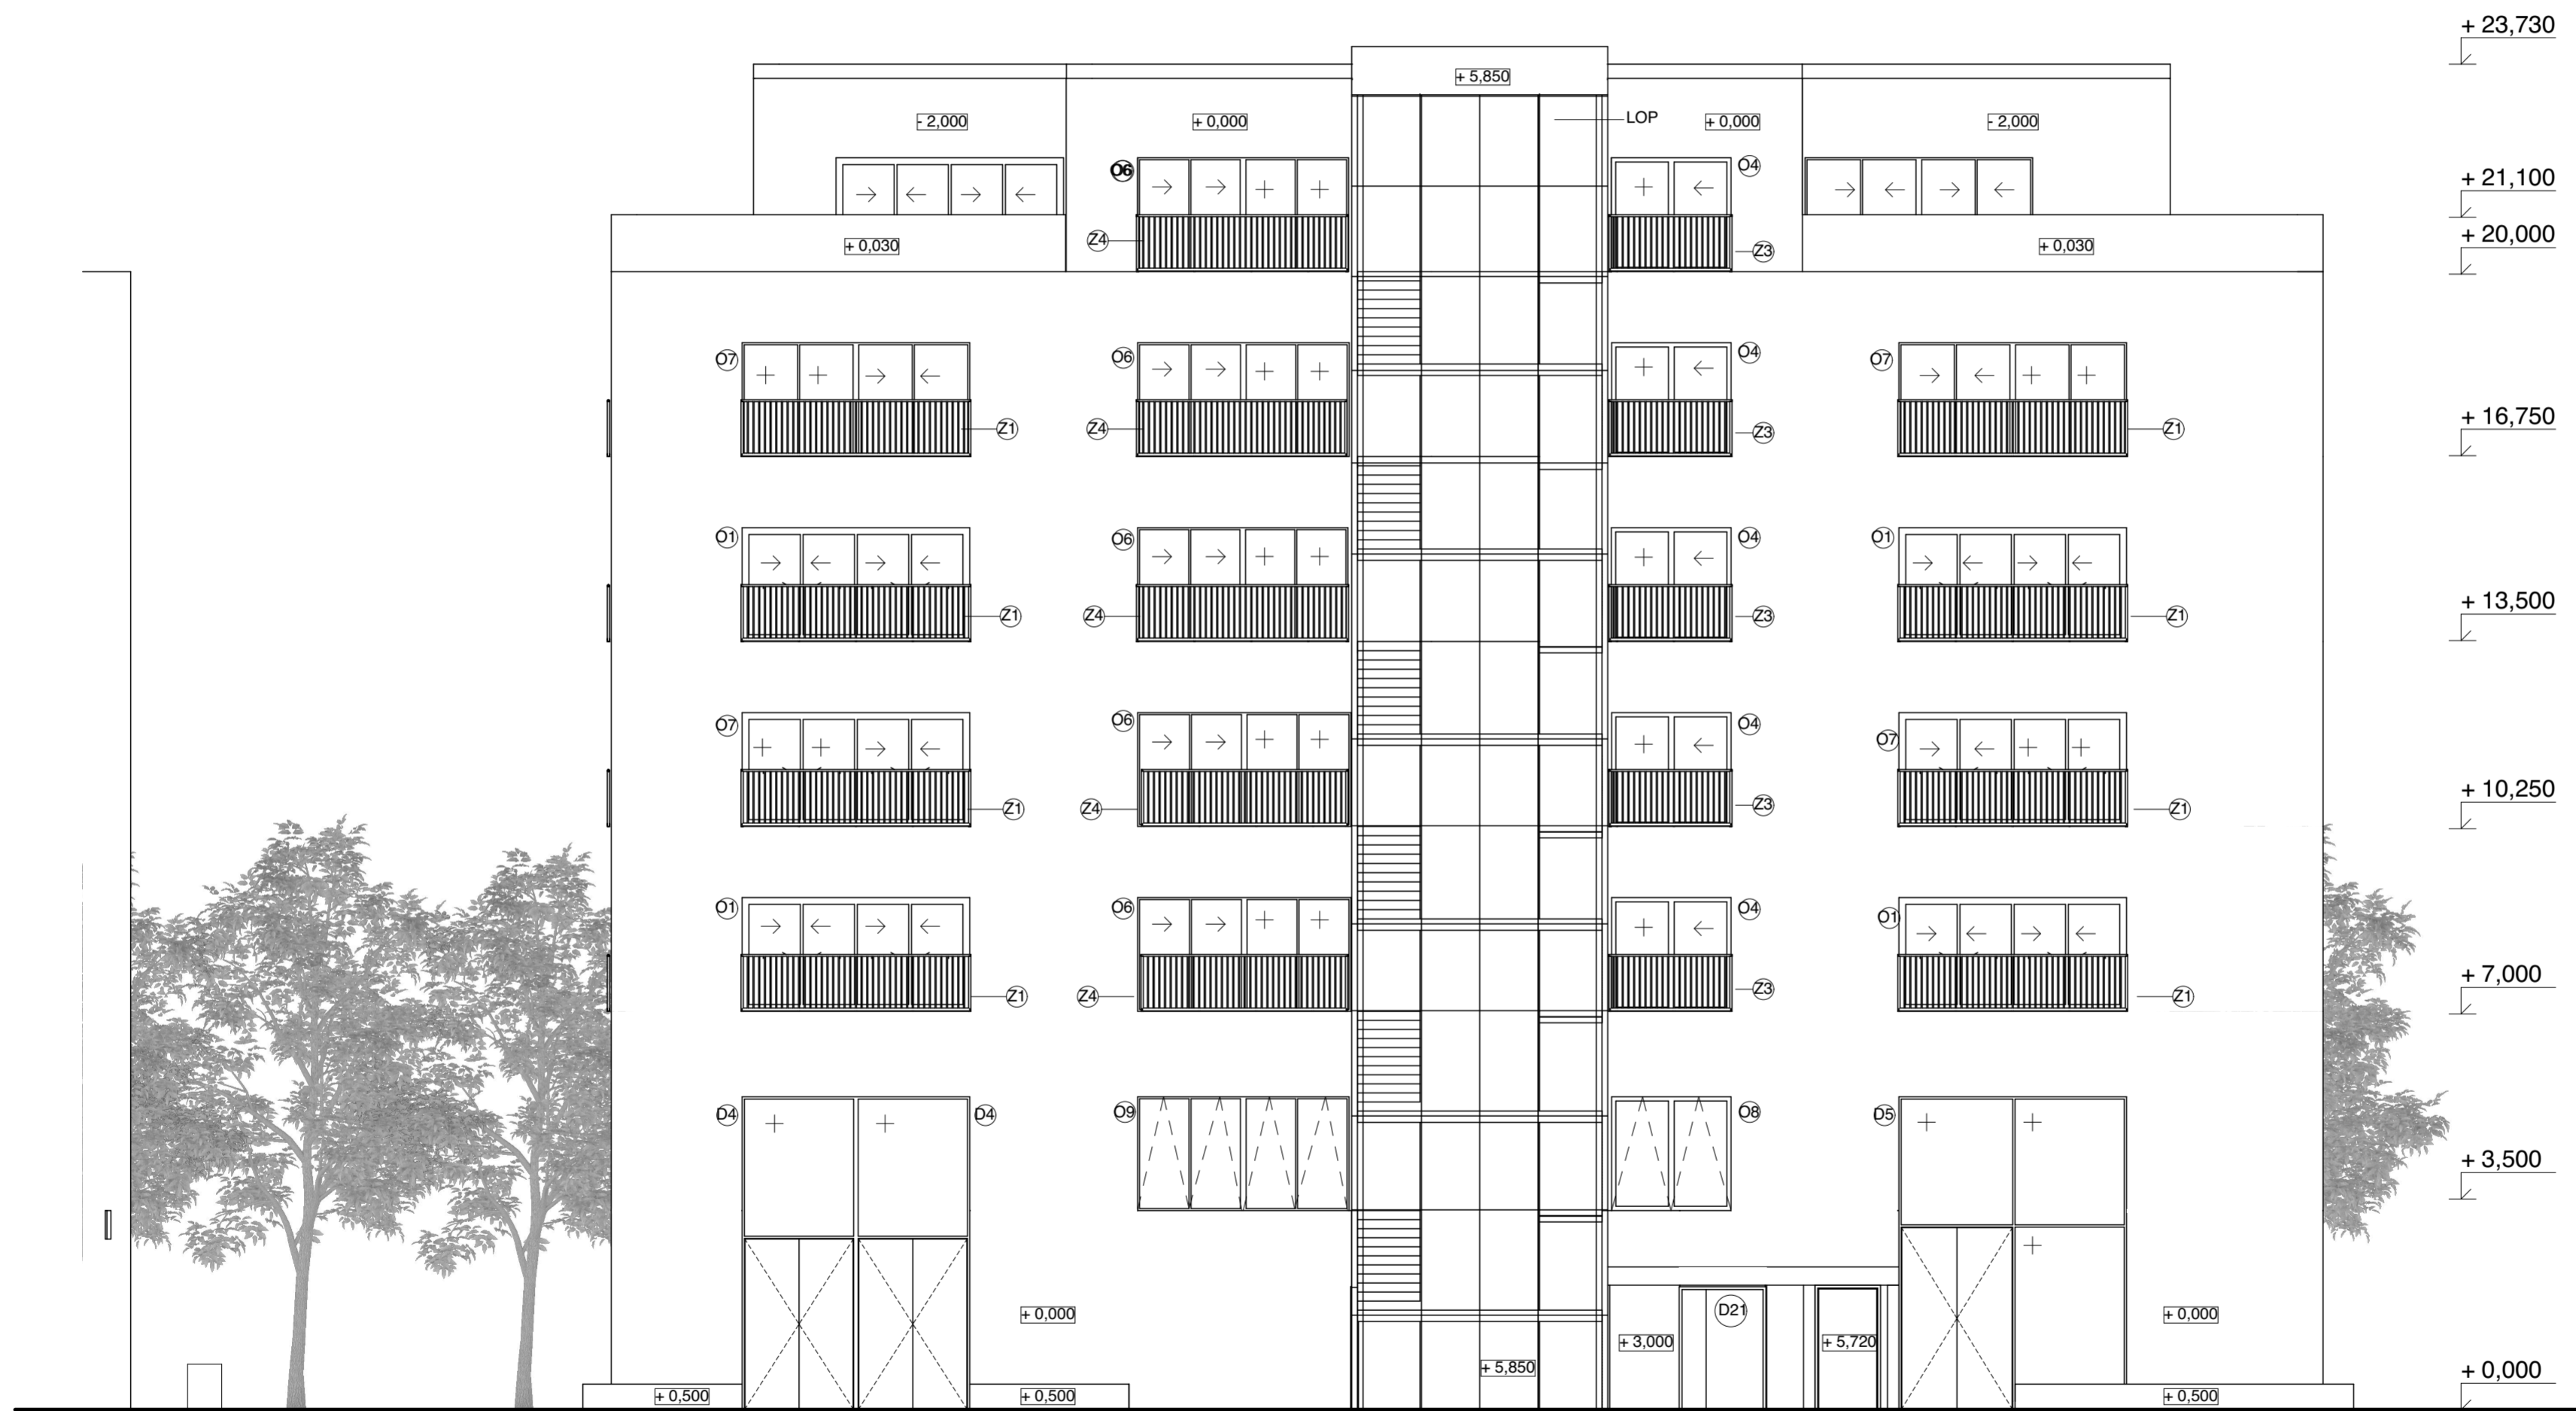 + 23,730
+ 5,850
- 2,000
+ 0,000
LOP
+ 0,000
- 2,000
O6
O4
+ 21,100
+ 0,030
Z4
Z3
+ 0,030
+ 20,000
O7
O6
O4
O7
Z1
Z4
Z3
Z1
+ 16,750
O1
O6
O4
O1
Z1
Z4
Z3
Z1
+ 13,500
O7
O6
O4
O7
Z1
Z4
Z3
Z1
+ 10,250
O1
O6
O4
O1
Z1
Z4
Z3
Z1
+ 7,000
D4
D4
O9
O8
D5
+ 3,500
+ 0,000
D21
+ 0,000
+ 3,000
+ 5,720
+ 5,850
+ 0,000
+ 0,500
+ 0,500
+ 0,500